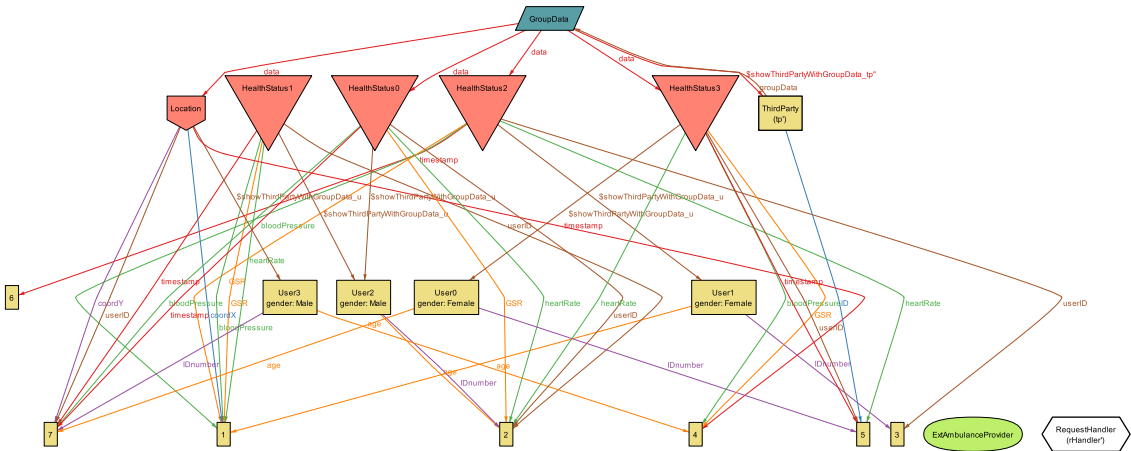 GroupData
data
data
data
data
$showThirdPartyWithGroupData_tp"
groupData
HealthStatus1
HealthStatus0
HealthStatus2
HealthStatus3
Location
ThirdParty
(tp')
timestamp
$showThirdPartyWithGroupData_u
$showThirdPartyWithGroupData_u
$showThirdPartyWithGroupData_u
$showThirdPartyWithGroupData_u
$showThirdPartyWithGroupData_u
bloodPressure
userID
timestamp
heartRate
timestamp
GSR
timestamp
User3
gender: Male
User2
gender: Male
User0
gender: Female
User1
gender: Female
6
coordY
bloodPressure
GSR
GSR
heartRate
heartRate
bloodPressure
ID
heartRate
userID
userID
timestamp
coordX
userID
GSR
bloodPressure
age
userID
IDnumber
age
age
IDnumber
age
IDnumber
IDnumber
7
1
2
4
5
3
ExtAmbulanceProvider
RequestHandler
(rHandler')